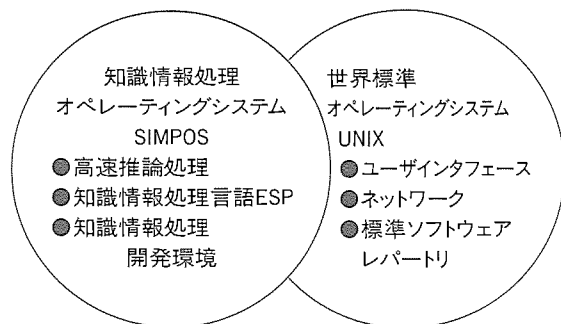 知識情報処理
オペレーティングシステム
SIMPOS
●高速推論処理
●知識情報処理言語ESP
●知識情報処理
開発環境
世界標準
オペレーティングシステム
UNIX
●ユーザインタフェース
●ネットワーク
●標準ソフトウェア
レパートリ